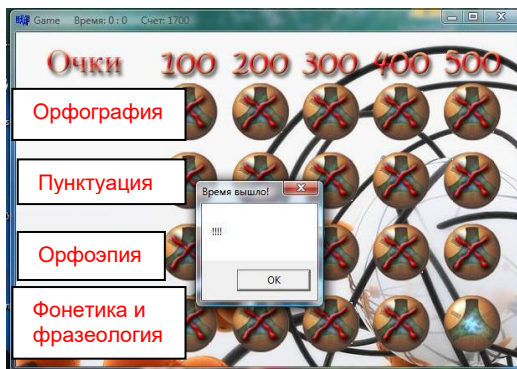 Game Время: 0 : 0 Счет: 1700
Очки 100 200 300 400 500
Орфография
Пунктуация
Время вышло!
!!!!
Орфоэпия
OK
Фонетика и
фразеология